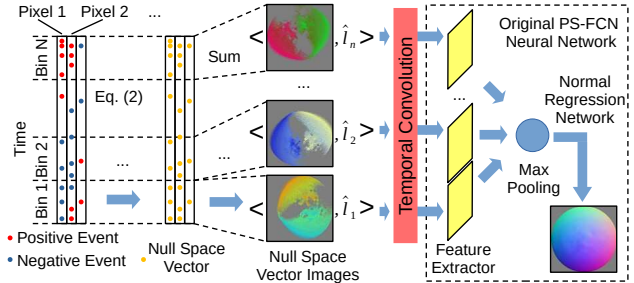 Pixel 1 Pixel 2 ...
Time
Bin N
Bin 2
Bin 1
Eq. (2)
...
Sum
...
...
< , l̂ₙ >
< , l̂₂ >
< , l̂₁ >
Temporal Convolution
Original PS-FCN
Neural Network
...
Normal
Regression
Network
Max
Pooling
Feature
Extractor
Positive Event
Negative Event
Null Space
Vector
Null Space
Vector Images